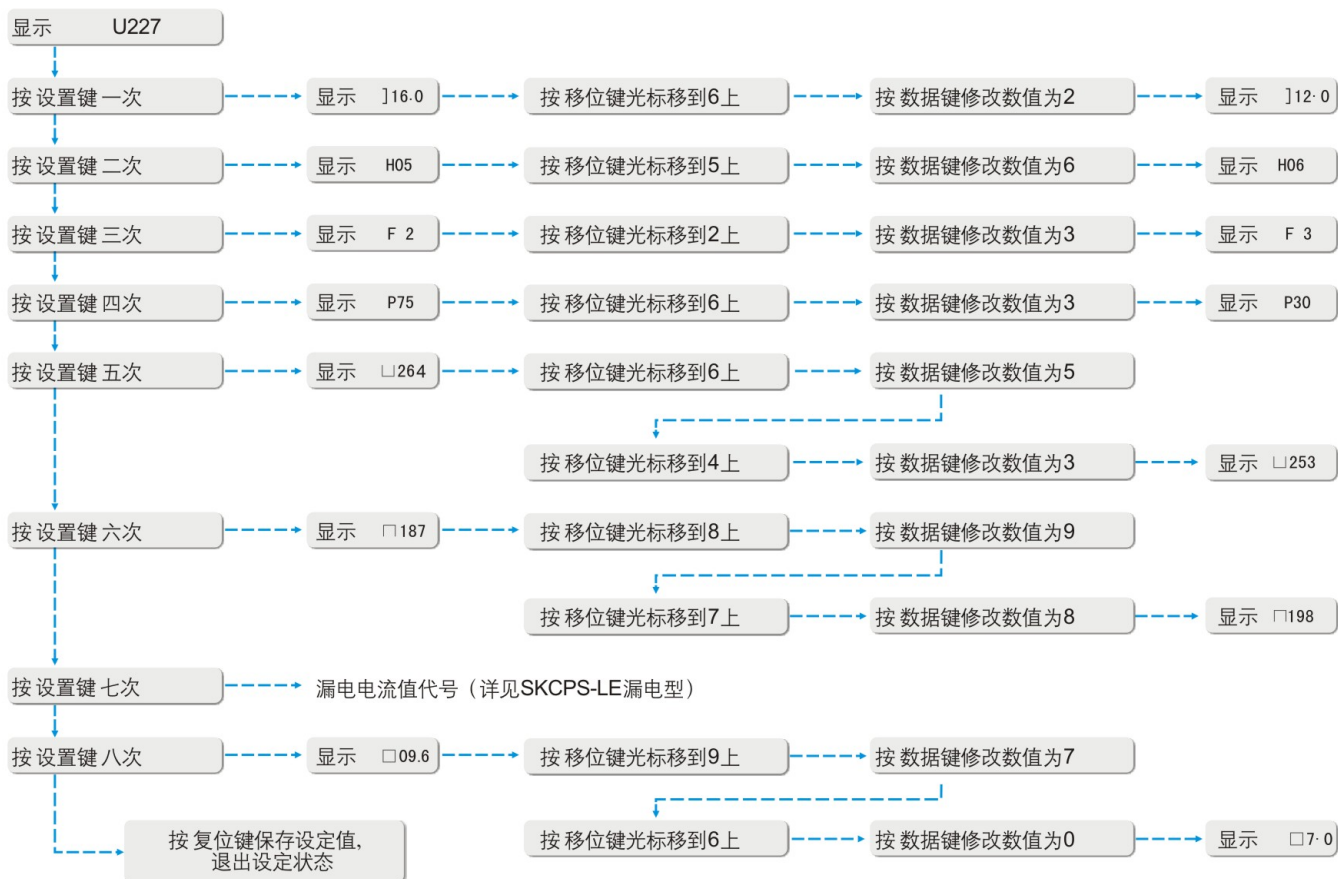 显示 U227
按设置键一次 显示 ]16.0 按移位键光标移到6上 按数据键修改数值为2 显示 ]12·0
按设置键二次 显示 H05 按移位键光标移到5上 按数据键修改数值为6 显示 H06
按设置键三次 显示 F 2 按移位键光标移到2上 按数据键修改数值为3 显示 F 3
按设置键四次 显示 P75 按移位键光标移到6上 按数据键修改数值为3 显示 P30
按设置键五次 显示 ⊔264 按移位键光标移到6上 按数据键修改数值为5
按移位键光标移到4上 按数据键修改数值为3 显示 ⊔253
按设置键六次 显示 ⊓187 按移位键光标移到8上 按数据键修改数值为9
按移位键光标移到7上 按数据键修改数值为8 显示 ⊓198
按设置键七次 漏电电流值代号（详见SKCPS-LE漏电型）
按设置键八次 显示 □09.6 按移位键光标移到9上 按数据键修改数值为7
按移位键光标移到6上 按数据键修改数值为0 显示 □7·0
按复位键保存设定值,
退出设定状态